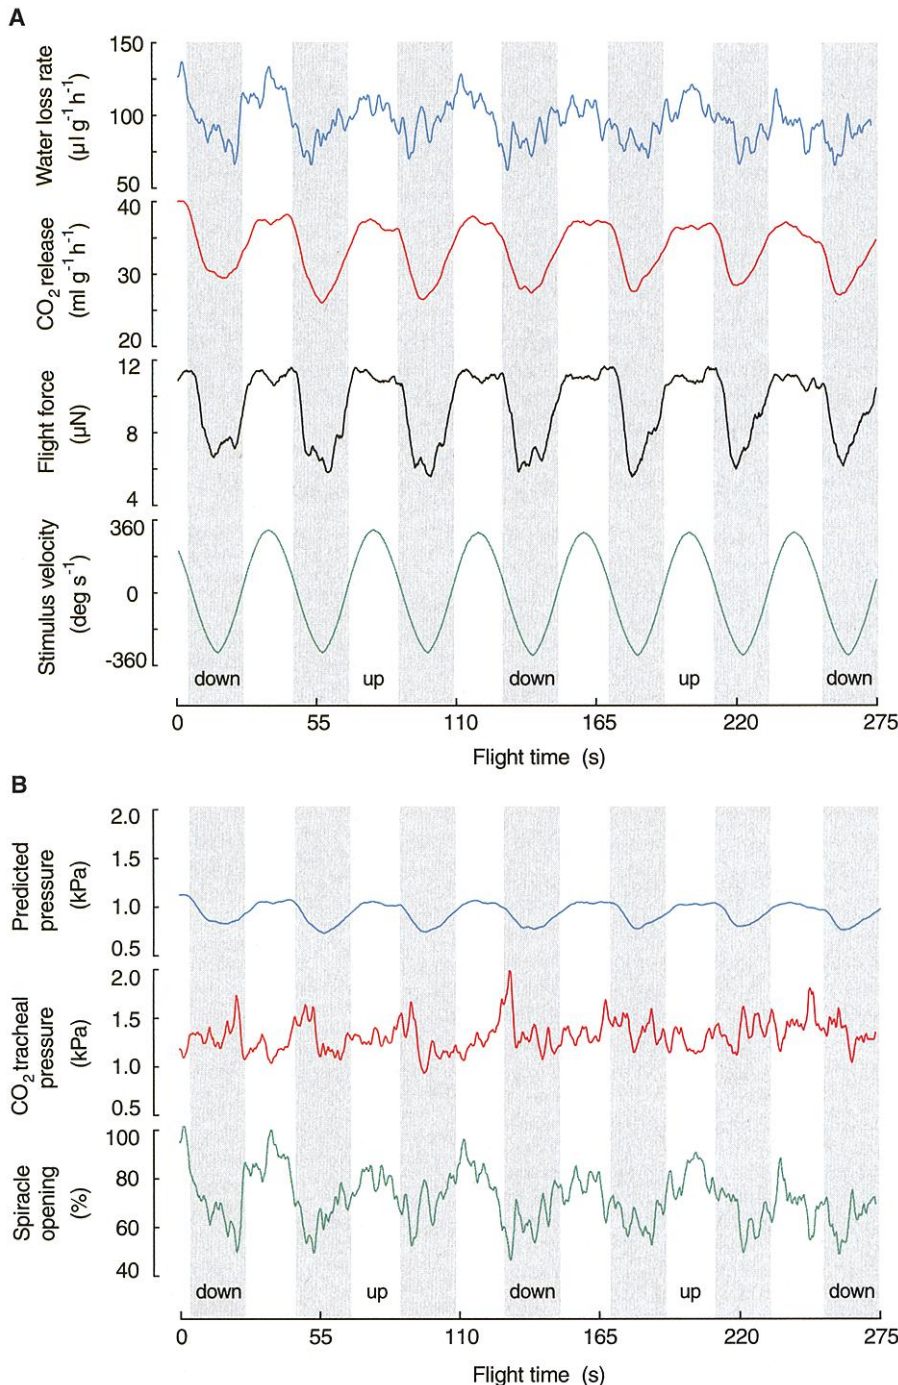 A
Water loss rate
(µl g-1 h-1)
150
100
50
CO2 release
(ml g-1 h-1)
40
30
20
Flight force
(µN)
12
8
4
Stimulus velocity
(deg s-1)
360
0
-360
down
up
down
up
down
0
55
110
165
220
275
Flight time (s)
B
Predicted
pressure
(kPa)
2.0
1.5
1.0
0.5
CO2 tracheal
pressure
(kPa)
2.0
1.5
1.0
0.5
Spiracle
opening
(%)
100
80
60
40
down
up
down
up
down
0
55
110
165
220
275
Flight time (s)